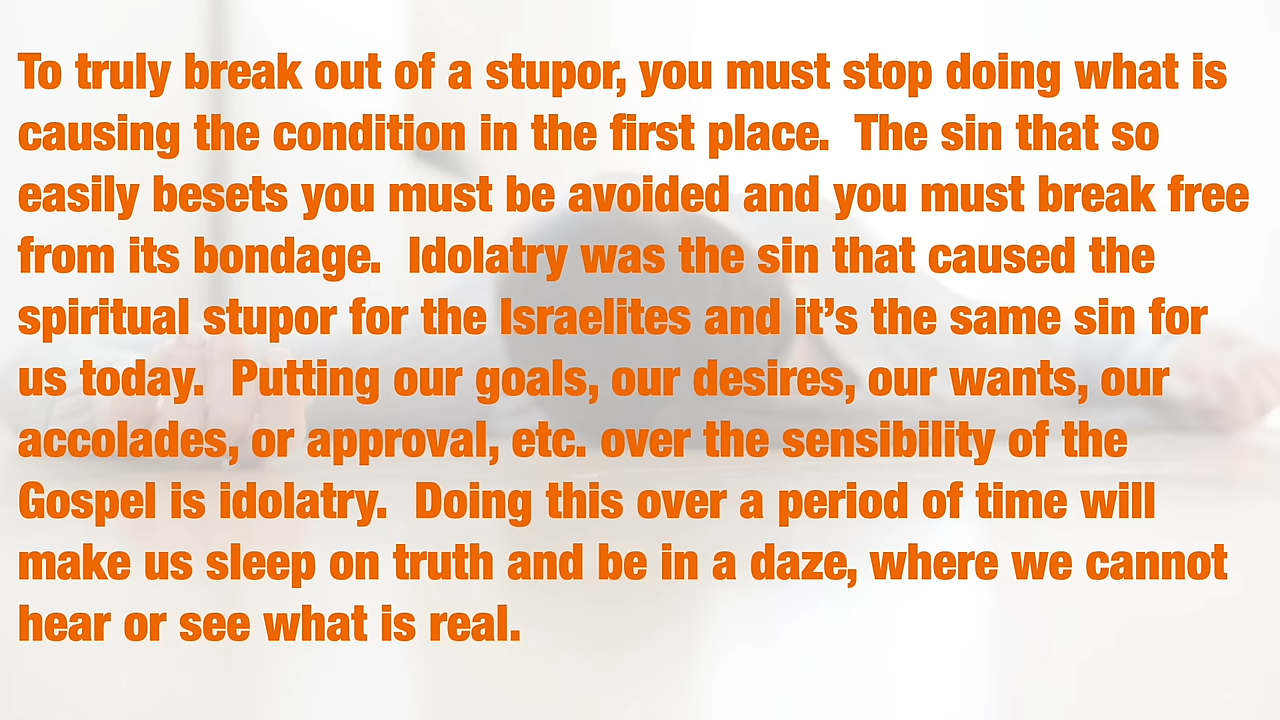 To truly break out of a stupor, you must stop doing what is
causing the condition in the first place.  The sin that so
easily besets you must be avoided and you must break free
from its bondage.  Idolatry was the sin that caused the
spiritual stupor for the Israelites and it’s the same sin for
us today.  Putting our goals, our desires, our wants, our
accolades, or approval, etc. over the sensibility of the
Gospel is idolatry.  Doing this over a period of time will
make us sleep on truth and be in a daze, where we cannot
hear or see what is real.